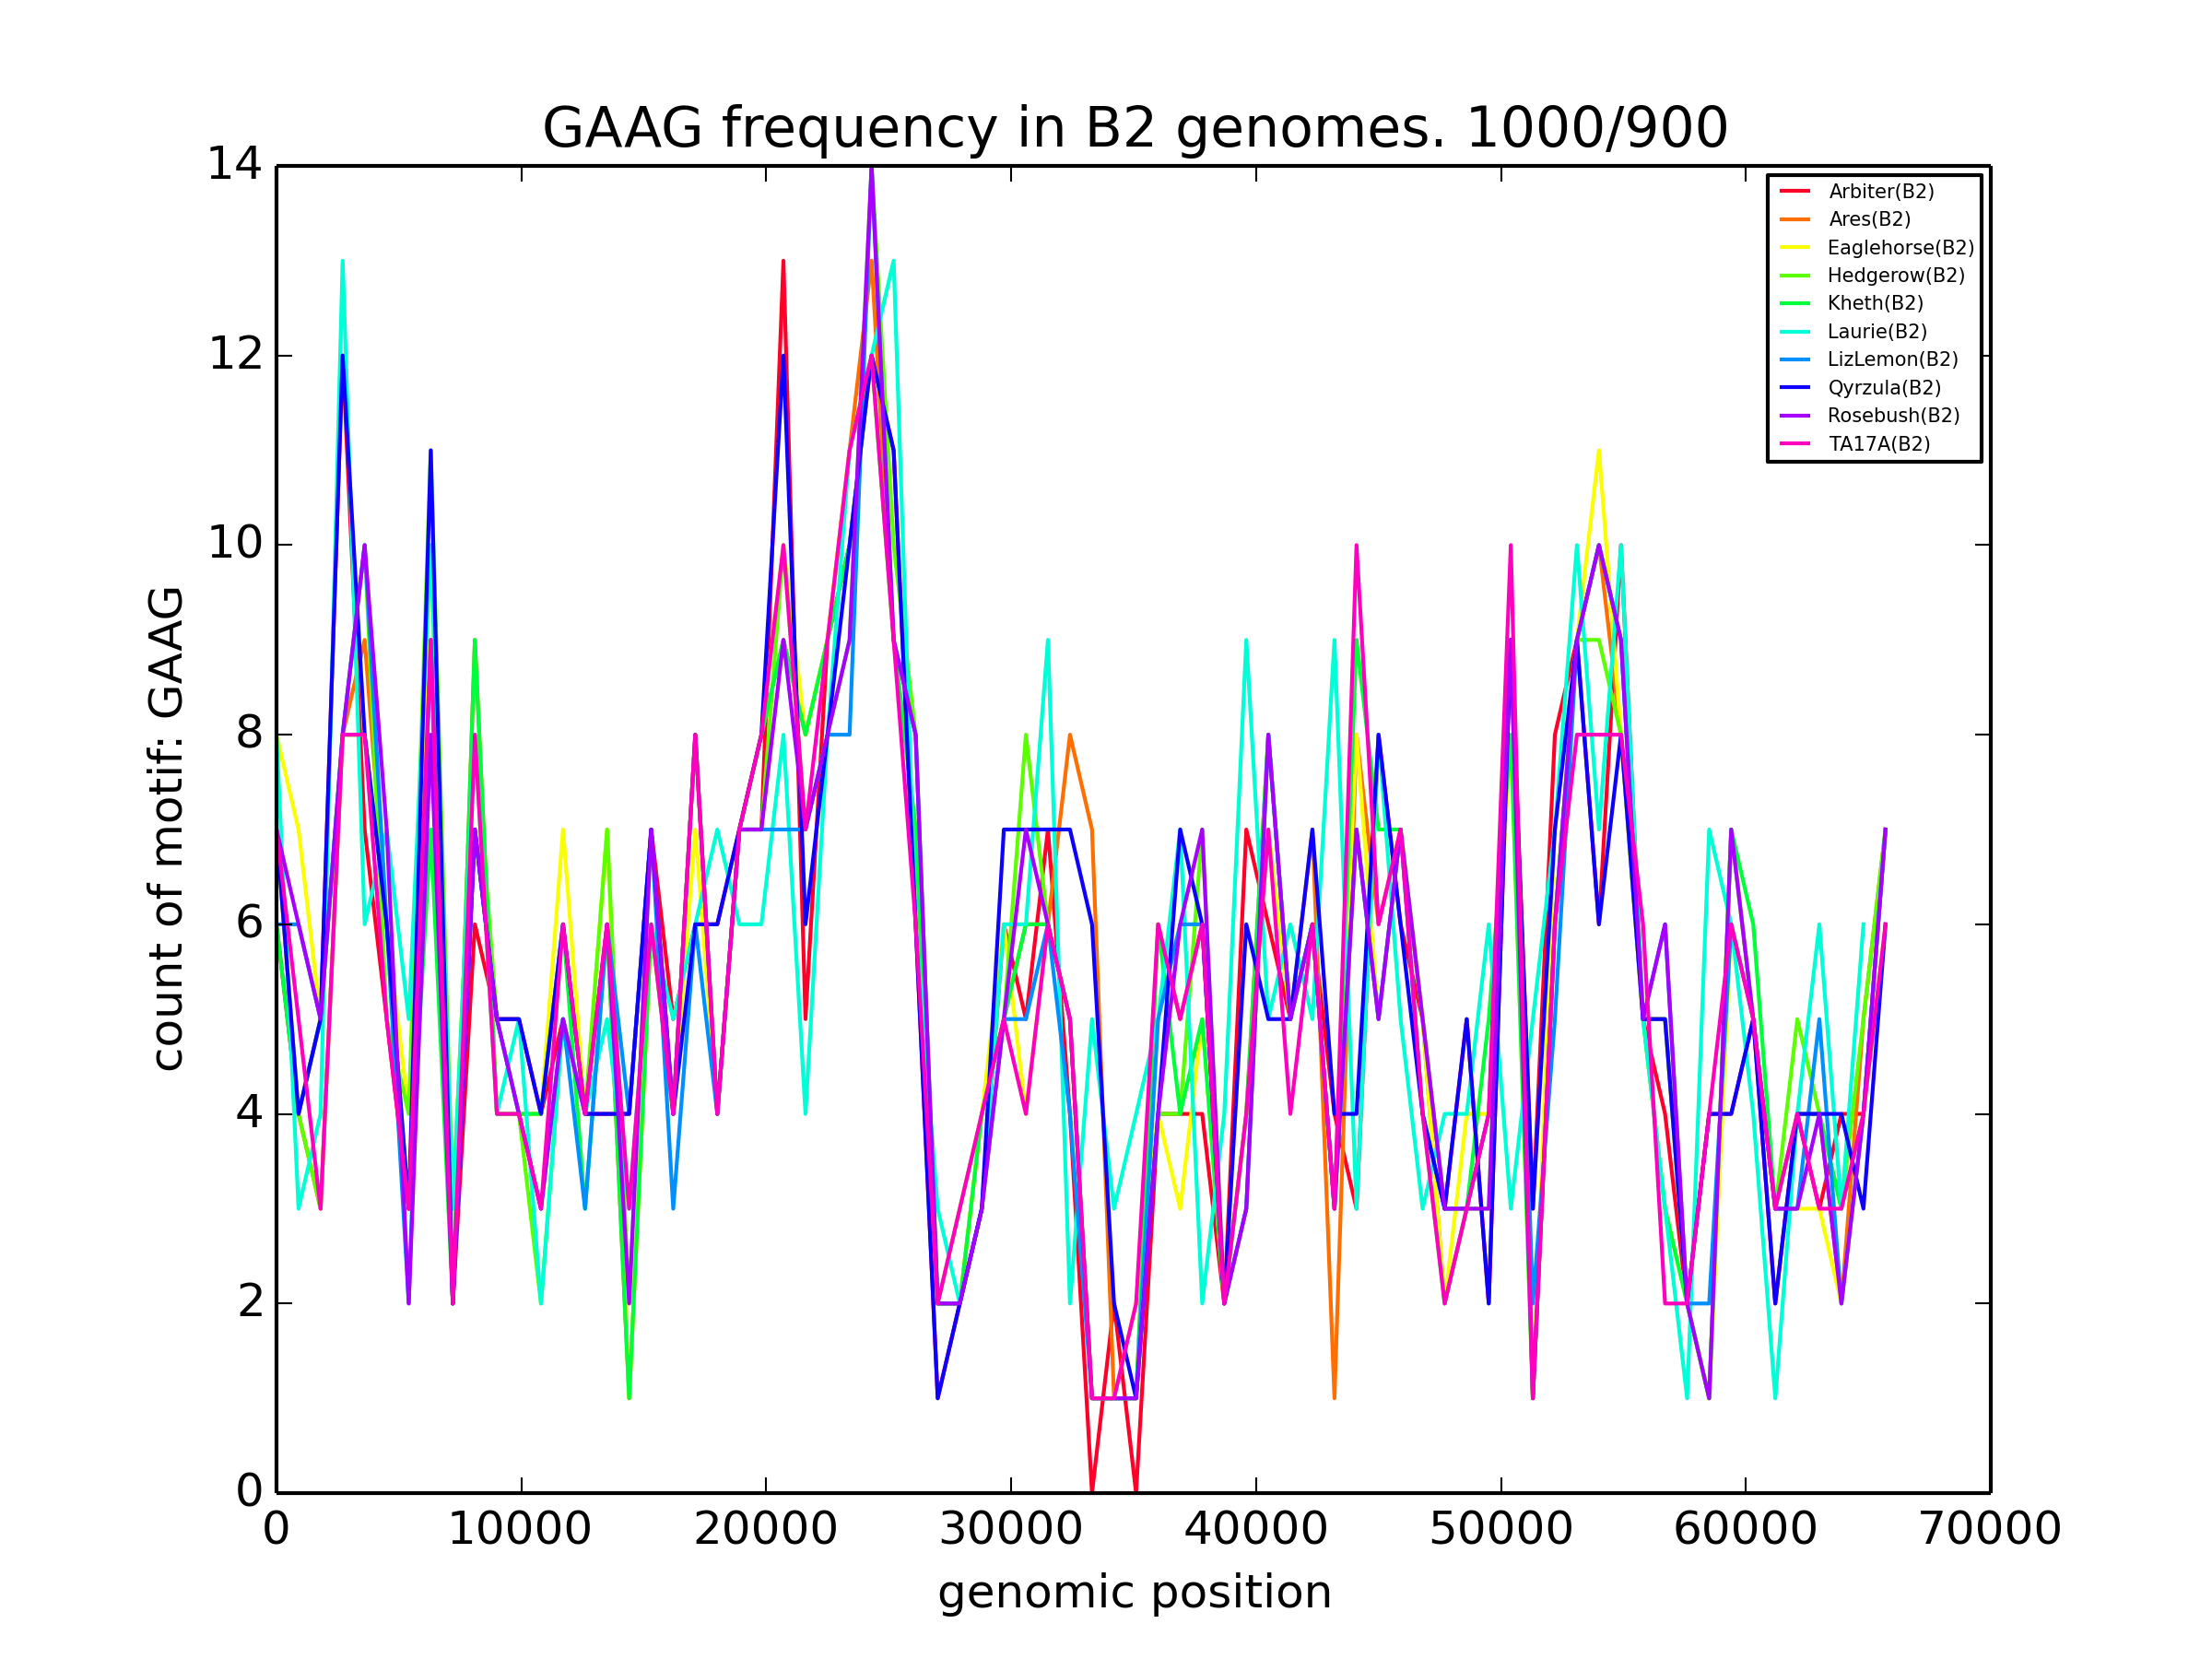 GAAG frequency in B2 genomes. 1000/900
count of motif: GAAG
14
12
10
8
6
4
2
0
0 10000 20000 30000 40000 50000 60000 70000
genomic position
Arbiter(B2)
Ares(B2)
Eaglehorse(B2)
Hedgerow(B2)
Kheth(B2)
Laurie(B2)
LizLemon(B2)
Qyrzula(B2)
Rosebush(B2)
TA17A(B2)